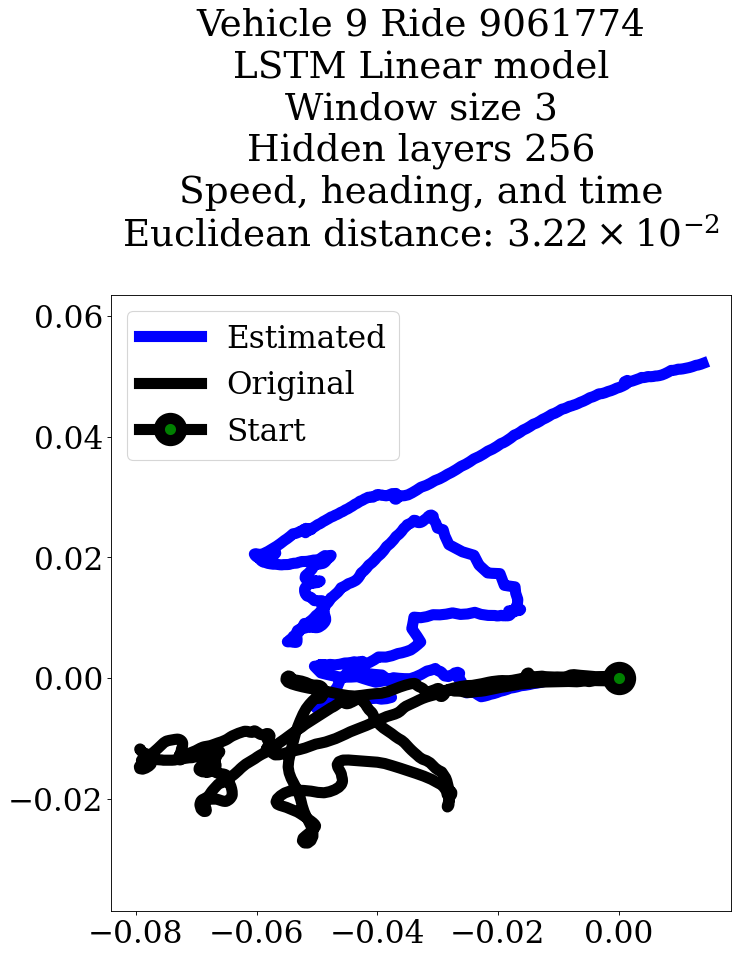 Vehicle 9 Ride 9061774
LSTM Linear model
Window size 3
Hidden layers 256
Speed, heading, and time
Euclidean distance: 3.22 × 10⁻²
Estimated
Original
Start
0.06
0.04
0.02
0.00
−0.02
−0.08 −0.06 −0.04 −0.02 0.00